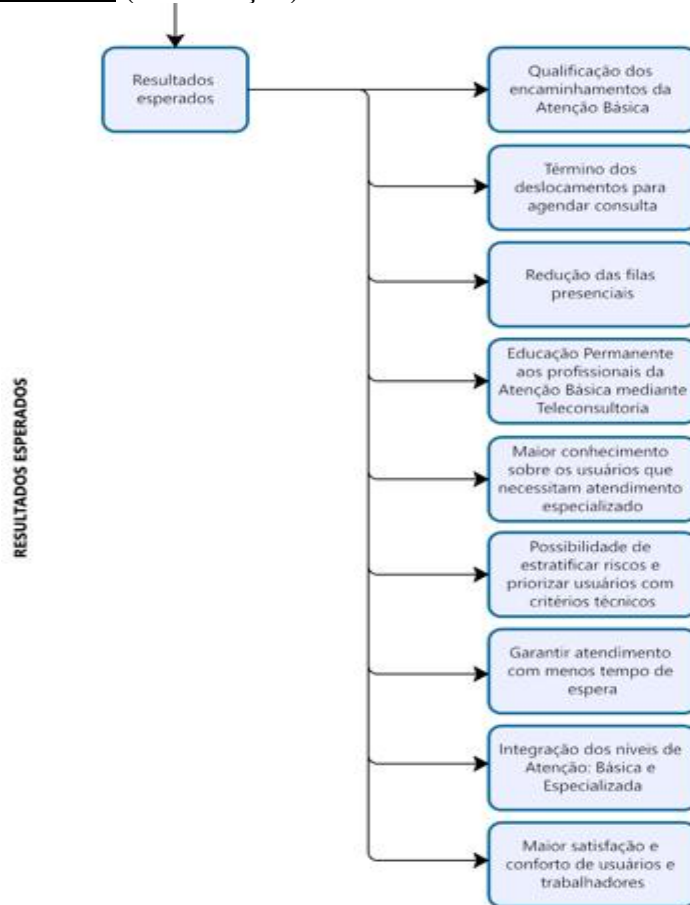 Resultados
esperados
Qualificação dos
encaminhamentos da
Atenção Básica
Término dos
deslocamentos para
agendar consulta
Redução das filas
presenciais
Educação Permanente
aos profissionais da
Atenção Básica mediante
Teleconsultoria
Maior conhecimento
sobre os usuários que
necessitam atendimento
especializado
Possibilidade de
estratificar riscos e
priorizar usuários com
critérios técnicos
Garantir atendimento
com menos tempo de
espera
Integração dos níveis de
Atenção: Básica e
Especializada
Maior satisfação e
conforto de usuários e
trabalhadores
RESULTADOS ESPERADOS